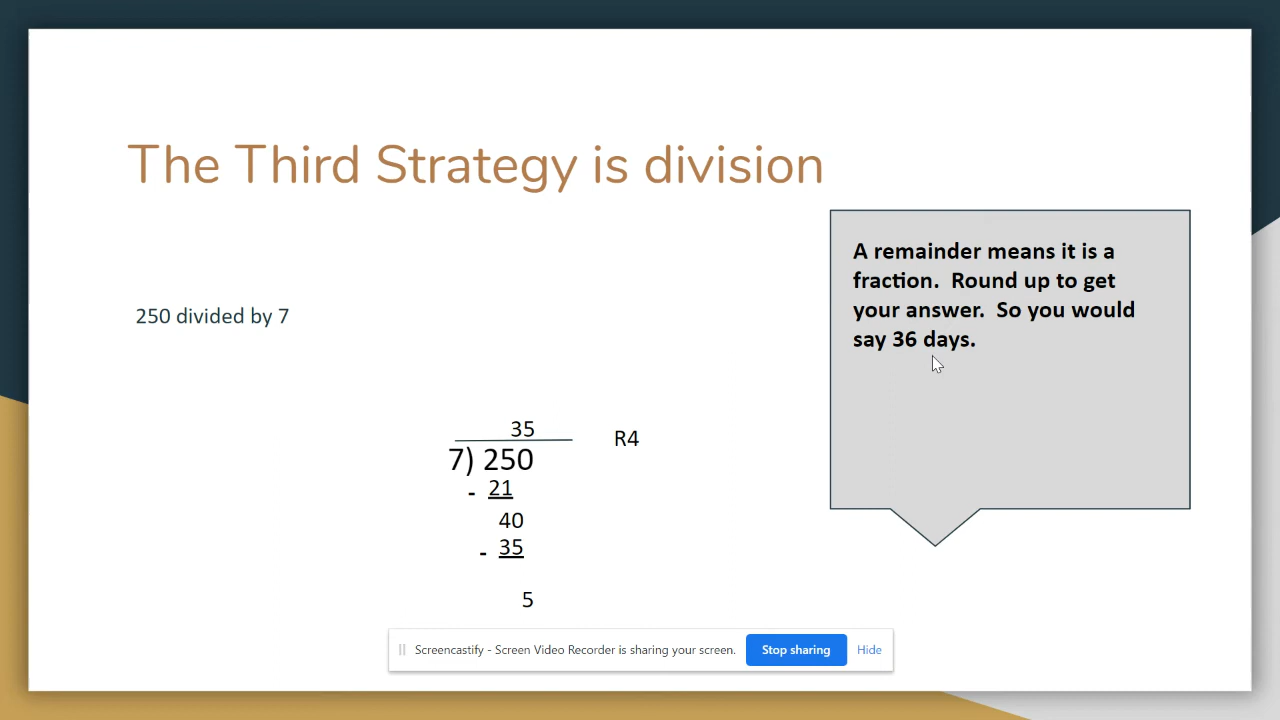 The Third Strategy is division
A remainder means it is a
fraction.  Round up to get
your answer.  So you would
say 36 days.
250 divided by 7
35
R4
7) 250
- 21
40
- 35
5
Screencastify - Screen Video Recorder is sharing your screen.
Stop sharing
Hide